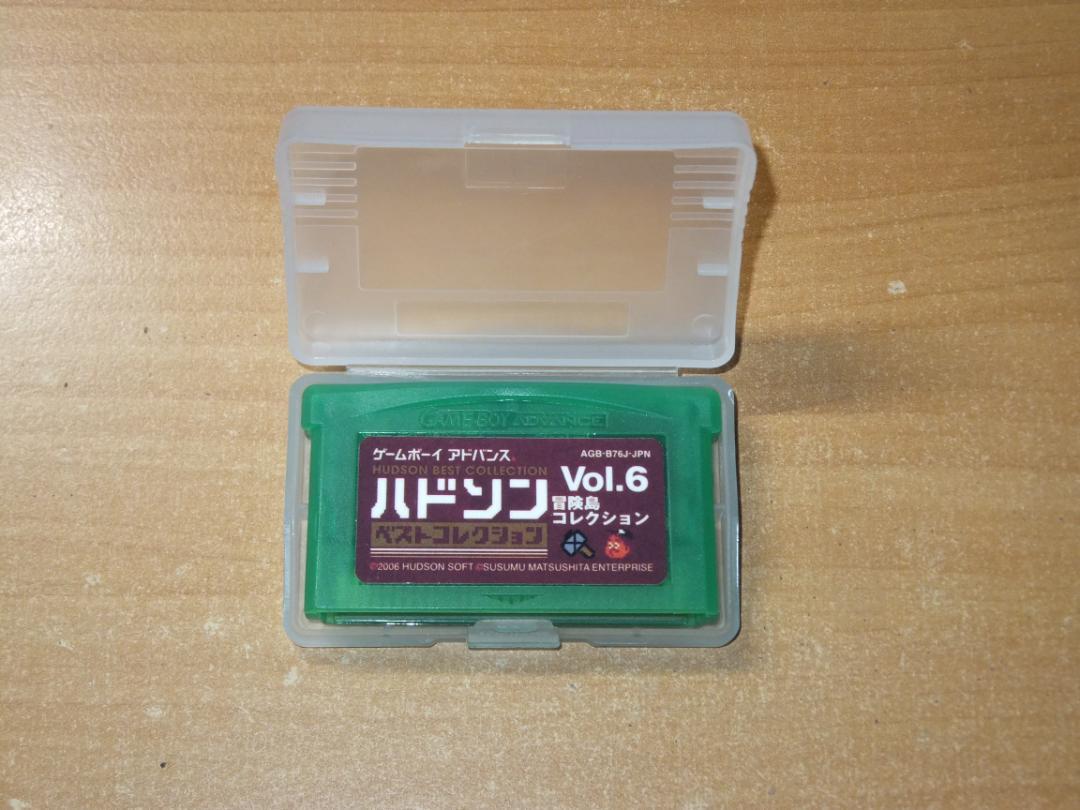 GAME BOY ADVANCE
ゲームボーイ アドバンス
AGB-B76J-JPN
HUDSON BEST COLLECTION
Vol.6
ハドソン
冒険島
コレクション
ベストコレクション
©2006 HUDSON SOFT ©SUSUMU MATSUSHITA ENTERPRISE